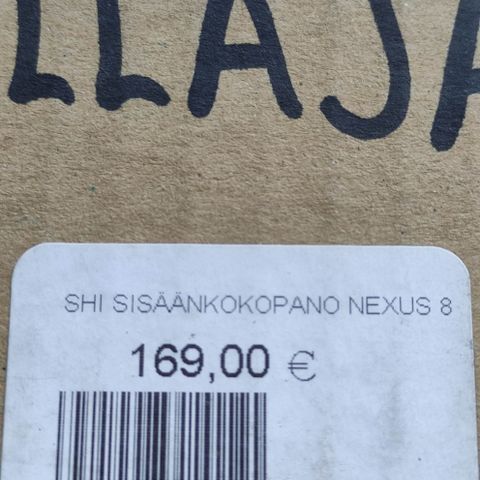 LLAJA
SHI SISÄÄNKOKOPANO NEXUS 8
169,00 €